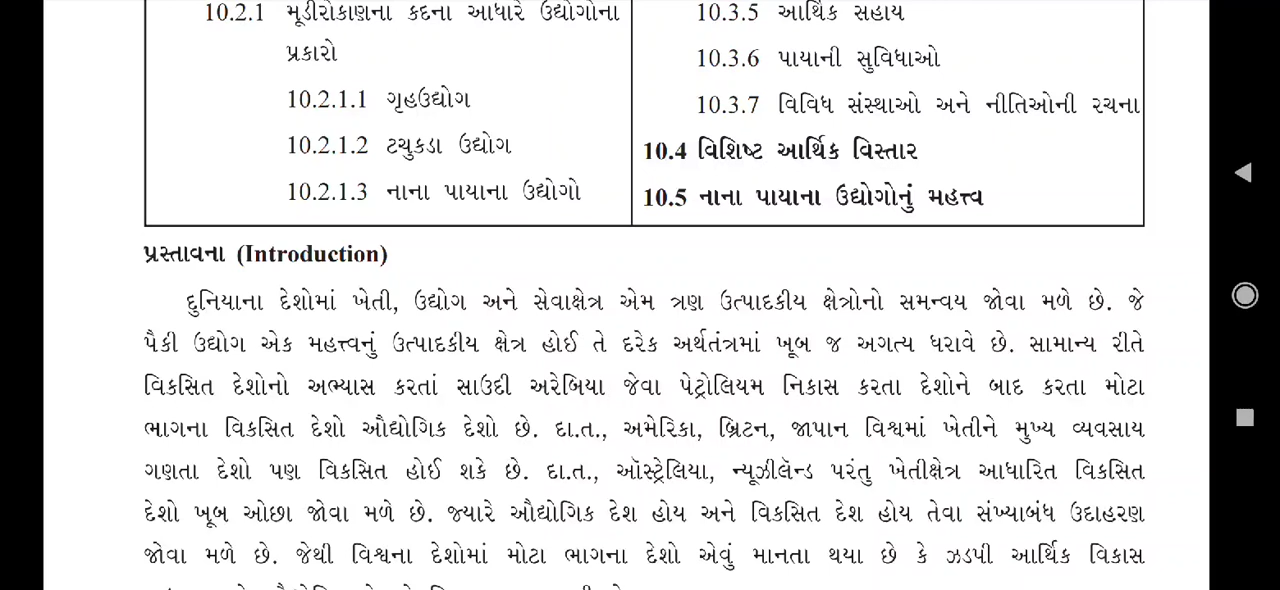 10.2.1 મૂડીરોકાણના કદના આધારે ઉદ્યોગોના
પ્રકારો
10.2.1.1 ગૃહઉદ્યોગ
10.2.1.2 ટચુકડા ઉદ્યોગ
10.2.1.3 નાના પાયાના ઉદ્યોગો
10.3.5 આર્થિક સહાય
10.3.6 પાયાની સુવિધાઓ
10.3.7 વિવિધ સંસ્થાઓ અને નીતિઓની રચના
10.4 વિશિષ્ટ આર્થિક વિસ્તાર
10.5 નાના પાયાના ઉદ્યોગોનું મહત્ત્વ
પ્રસ્તાવના (Introduction)
દુનિયાના દેશોમાં ખેતી, ઉદ્યોગ અને સેવાક્ષેત્ર એમ ત્રણ ઉત્પાદકીય ક્ષેત્રોનો સમન્વય જોવા મળે છે. જે
પૈકી ઉદ્યોગ એક મહત્ત્વનું ઉત્પાદકીય ક્ષેત્ર હોઈ તે દરેક અર્થતંત્રમાં ખૂબ જ અગત્ય ધરાવે છે. સામાન્ય રીતે
વિકસિત દેશોનો અભ્યાસ કરતાં સાઉદી અરેબિયા જેવા પેટ્રોલિયમ નિકાસ કરતા દેશોને બાદ કરતા મોટા
ભાગના વિકસિત દેશો ઔદ્યોગિક દેશો છે. દા.ત., અમેરિકા, બ્રિટન, જાપાન વિશ્વમાં ખેતીને મુખ્ય વ્યવસાય
ગણતા દેશો પણ વિકસિત હોઈ શકે છે. દા.ત., ઑસ્ટ્રેલિયા, ન્યૂઝીલૅન્ડ પરંતુ ખેતીક્ષેત્ર આધારિત વિકસિત
દેશો ખૂબ ઓછા જોવા મળે છે. જ્યારે ઔદ્યોગિક દેશ હોય અને વિકસિત દેશ હોય તેવા સંખ્યાબંધ ઉદાહરણ
જોવા મળે છે. જેથી વિશ્વના દેશોમાં મોટા ભાગના દેશો એવું માનતા થયા છે કે ઝડપી આર્થિક વિકાસ